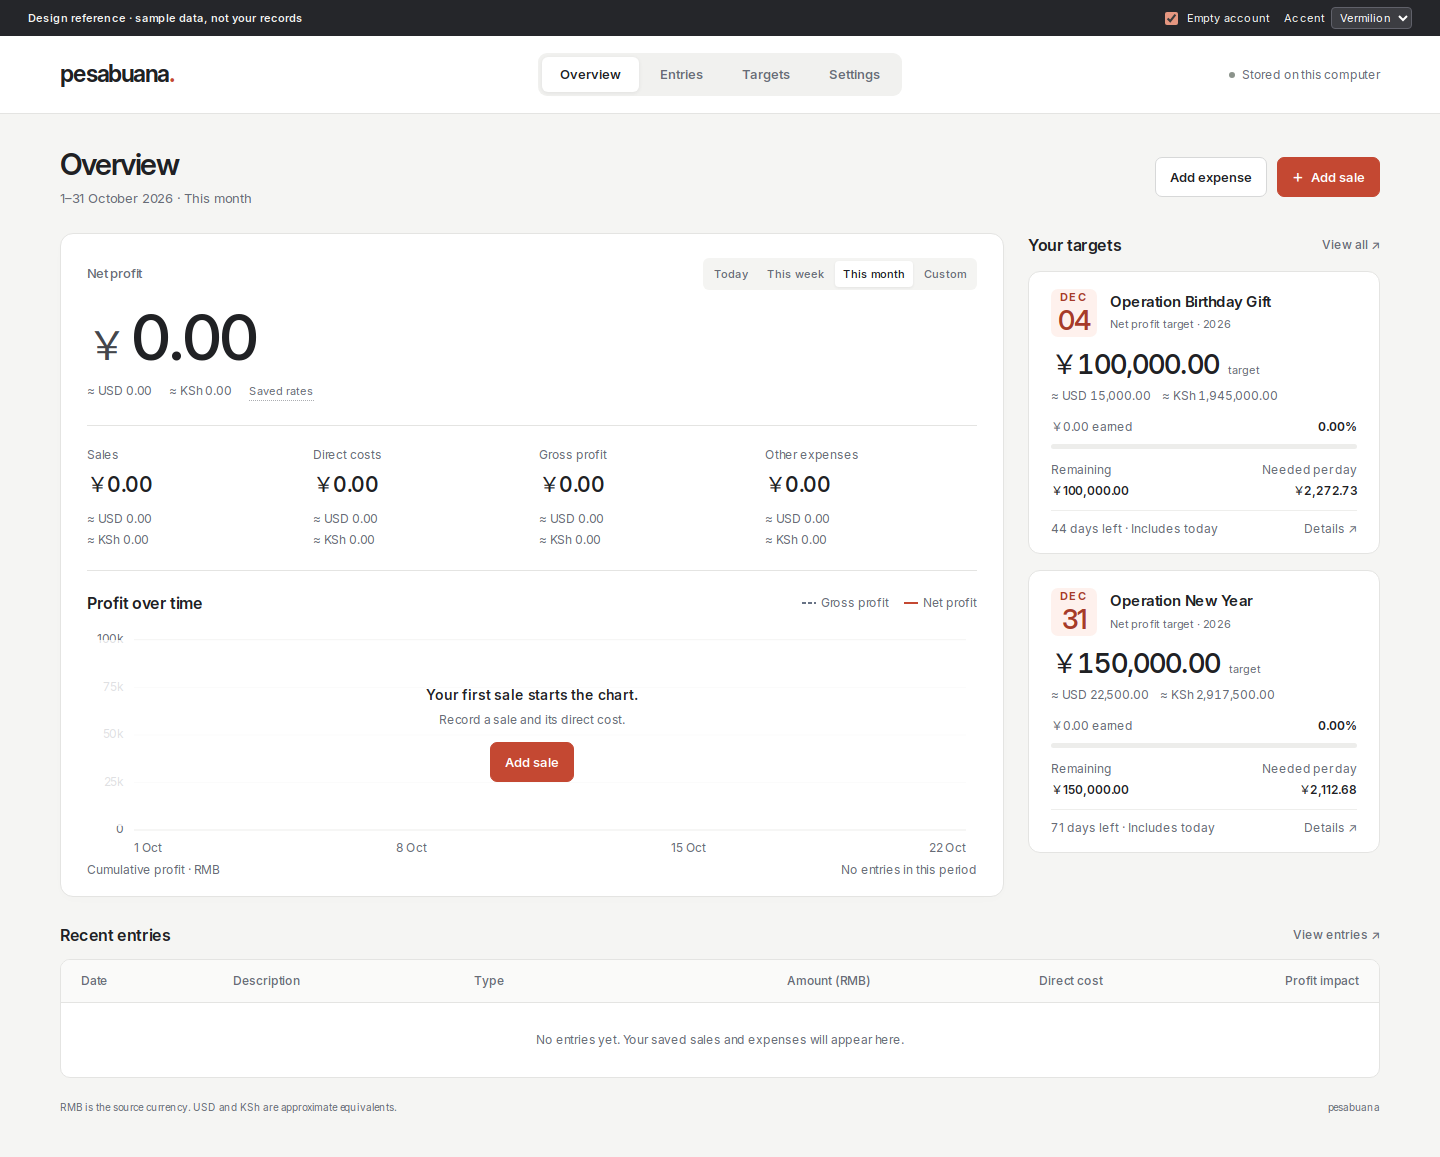 Design reference · sample data, not your records
Empty account Accent Vermilion
pesabuana.
Overview Entries Targets Settings
Stored on this computer
Overview
1–31 October 2026 · This month
Add expense + Add sale
Net profit
Today This week This month Custom
¥ 0.00
≈ USD 0.00 ≈ KSh 0.00 Saved rates
Sales Direct costs Gross profit Other expenses
¥0.00 ¥0.00 ¥0.00 ¥0.00
≈ USD 0.00 ≈ USD 0.00 ≈ USD 0.00 ≈ USD 0.00
≈ KSh 0.00 ≈ KSh 0.00 ≈ KSh 0.00 ≈ KSh 0.00
Profit over time
Gross profit Net profit
100k
75k
50k
25k
0
Your first sale starts the chart.
Record a sale and its direct cost.
Add sale
1 Oct 8 Oct 15 Oct 22 Oct
Cumulative profit · RMB No entries in this period
Your targets View all ↗
DEC
04
Operation Birthday Gift
Net profit target · 2026
¥100,000.00 target
≈ USD 15,000.00 ≈ KSh 1,945,000.00
¥0.00 earned 0.00%
Remaining Needed per day
¥100,000.00 ¥2,272.73
44 days left · Includes today Details ↗
DEC
31
Operation New Year
Net profit target · 2026
¥150,000.00 target
≈ USD 22,500.00 ≈ KSh 2,917,500.00
¥0.00 earned 0.00%
Remaining Needed per day
¥150,000.00 ¥2,112.68
71 days left · Includes today Details ↗
Recent entries View entries ↗
Date Description Type Amount (RMB) Direct cost Profit impact
No entries yet. Your saved sales and expenses will appear here.
RMB is the source currency. USD and KSh are approximate equivalents.
pesabuana